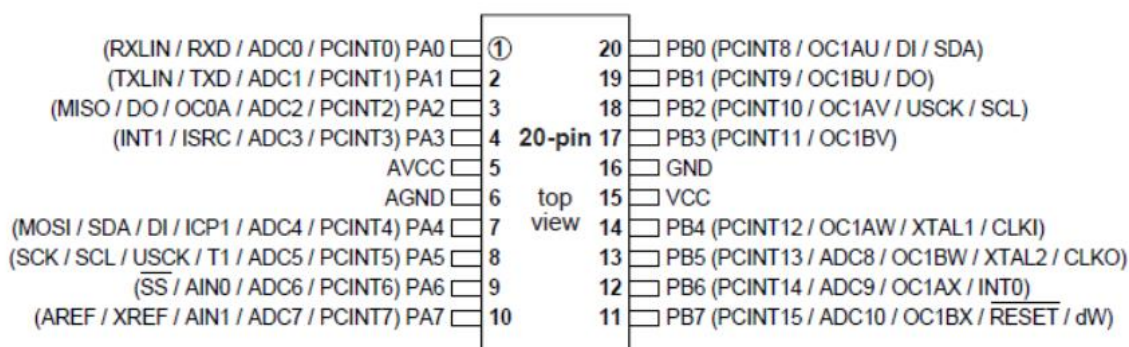 (RXLIN / RXD / ADC0 / PCINT0) PA0 1 20 PB0 (PCINT8 / OC1AU / DI / SDA)
(TXLIN / TXD / ADC1 / PCINT1) PA1 2 19 PB1 (PCINT9 / OC1BU / DO)
(MISO / DO / OC0A / ADC2 / PCINT2) PA2 3 18 PB2 (PCINT10 / OC1AV / USCK / SCL)
(INT1 / ISRC / ADC3 / PCINT3) PA3 4 20-pin 17 PB3 (PCINT11 / OC1BV)
AVCC 5 16 GND
AGND 6 top 15 VCC
(MOSI / SDA / DI / ICP1 / ADC4 / PCINT4) PA4 7 view 14 PB4 (PCINT12 / OC1AW / XTAL1 / CLKI)
(SCK / SCL / USCK / T1 / ADC5 / PCINT5) PA5 8 13 PB5 (PCINT13 / ADC8 / OC1BW / XTAL2 / CLKO)
(SS / AIN0 / ADC6 / PCINT6) PA6 9 12 PB6 (PCINT14 / ADC9 / OC1AX / INT0)
(AREF / XREF / AIN1 / ADC7 / PCINT7) PA7 10 11 PB7 (PCINT15 / ADC10 / OC1BX / RESET / dW)